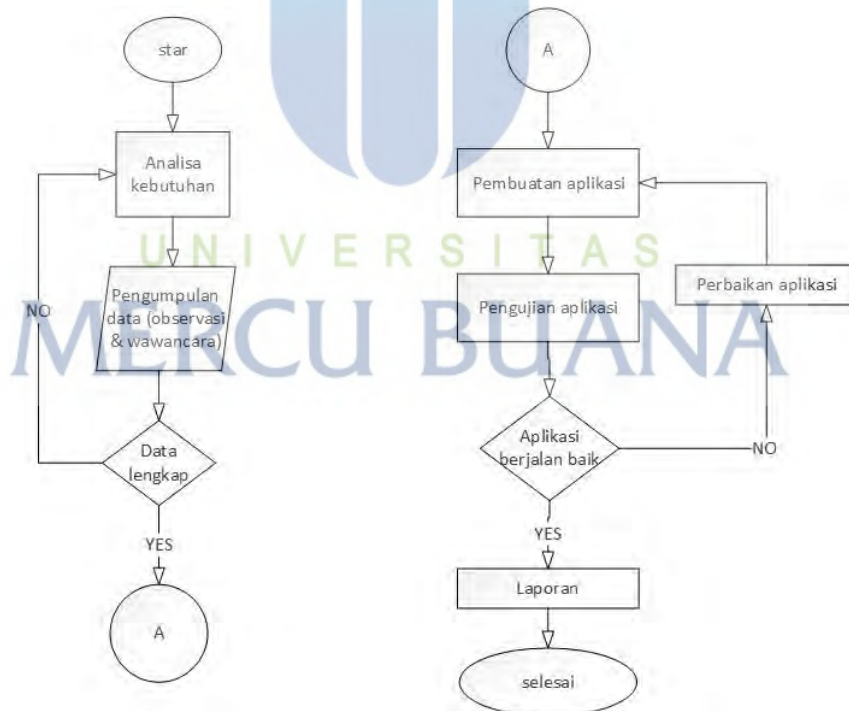 star
Analisa
kebutuhan
Pengumpulan
data (observasi
& wawancara)
NO
Data
lengkap
YES
A
A
Pembuatan aplikasi
Pengujian aplikasi
Perbaikan aplikasi
Aplikasi
berjalan baik
NO
YES
Laporan
selesai
UNIVERSITAS
MERCU BUANA